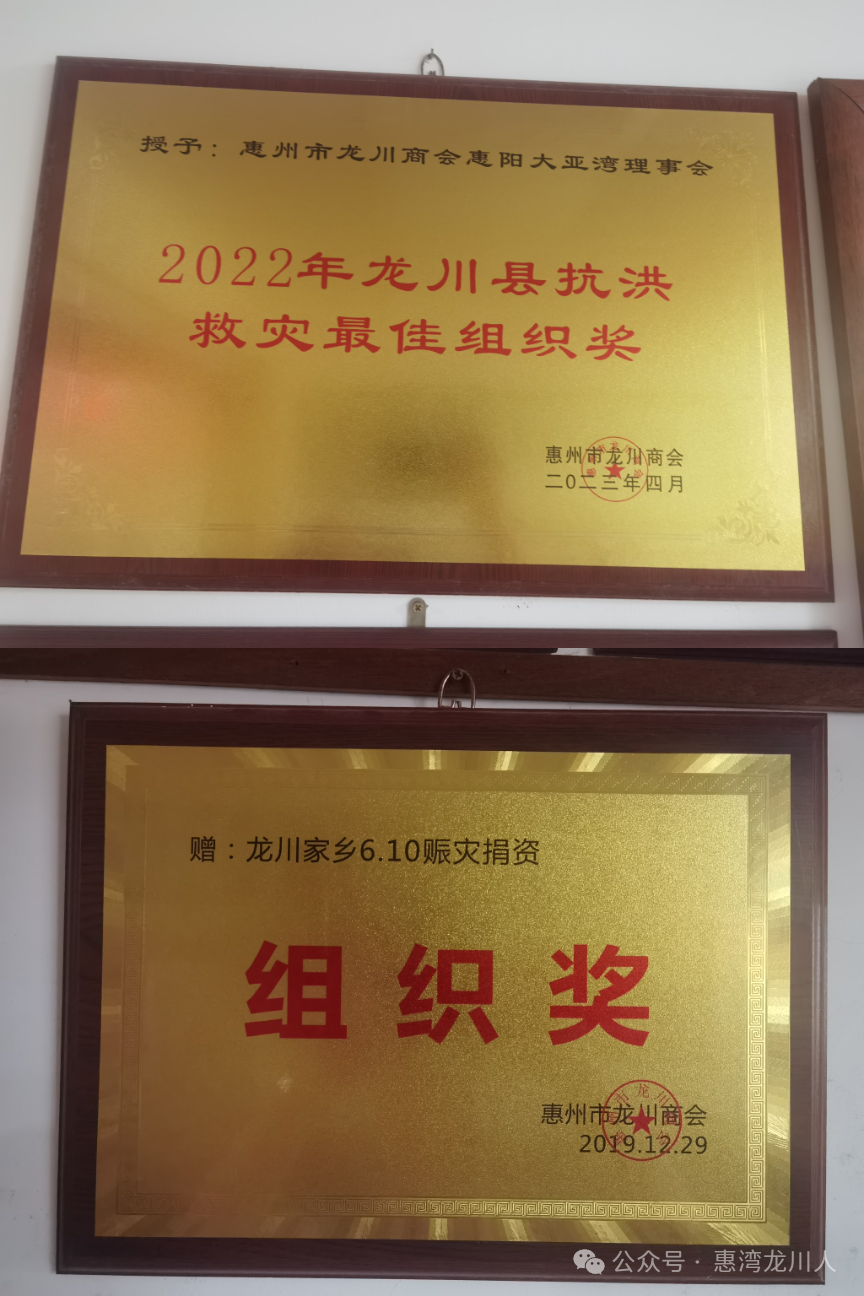 授予：惠州市龙川商会惠阳大亚湾理事会
2022年龙川县抗洪
救灾最佳组织奖
惠州市龙川商会
二0二三年四月
赠：龙川家乡6.10赈灾捐资
组织奖
惠州市龙川商会
2019.12.29
公众号·惠湾龙川人